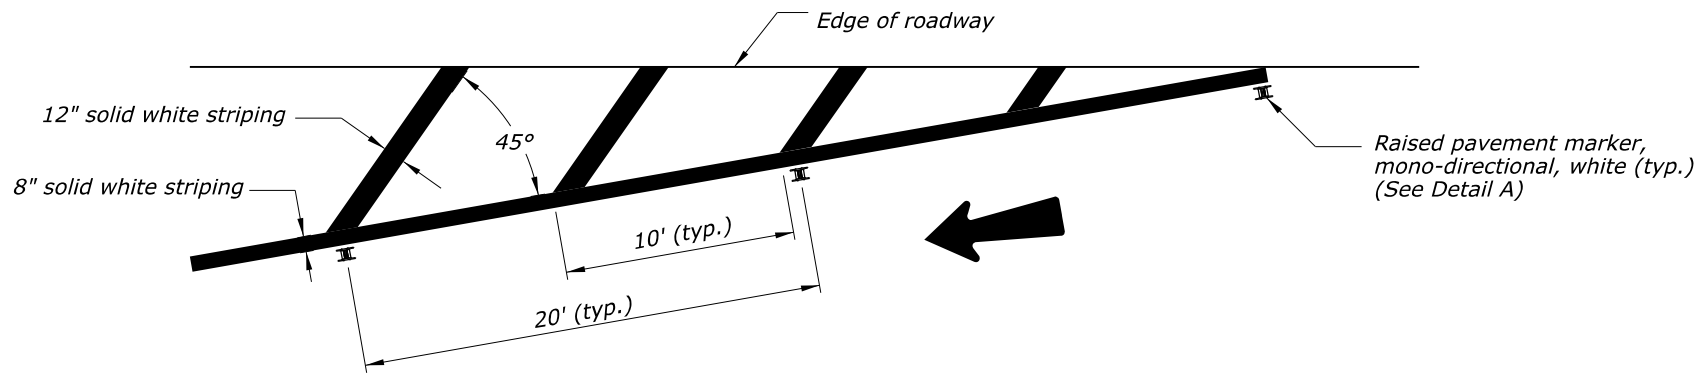 Edge of roadway
12" solid white striping
45°
Raised pavement marker,
mono-directional, white (typ.)
(See Detail A)
8" solid white striping
10' (typ.)
20' (typ.)